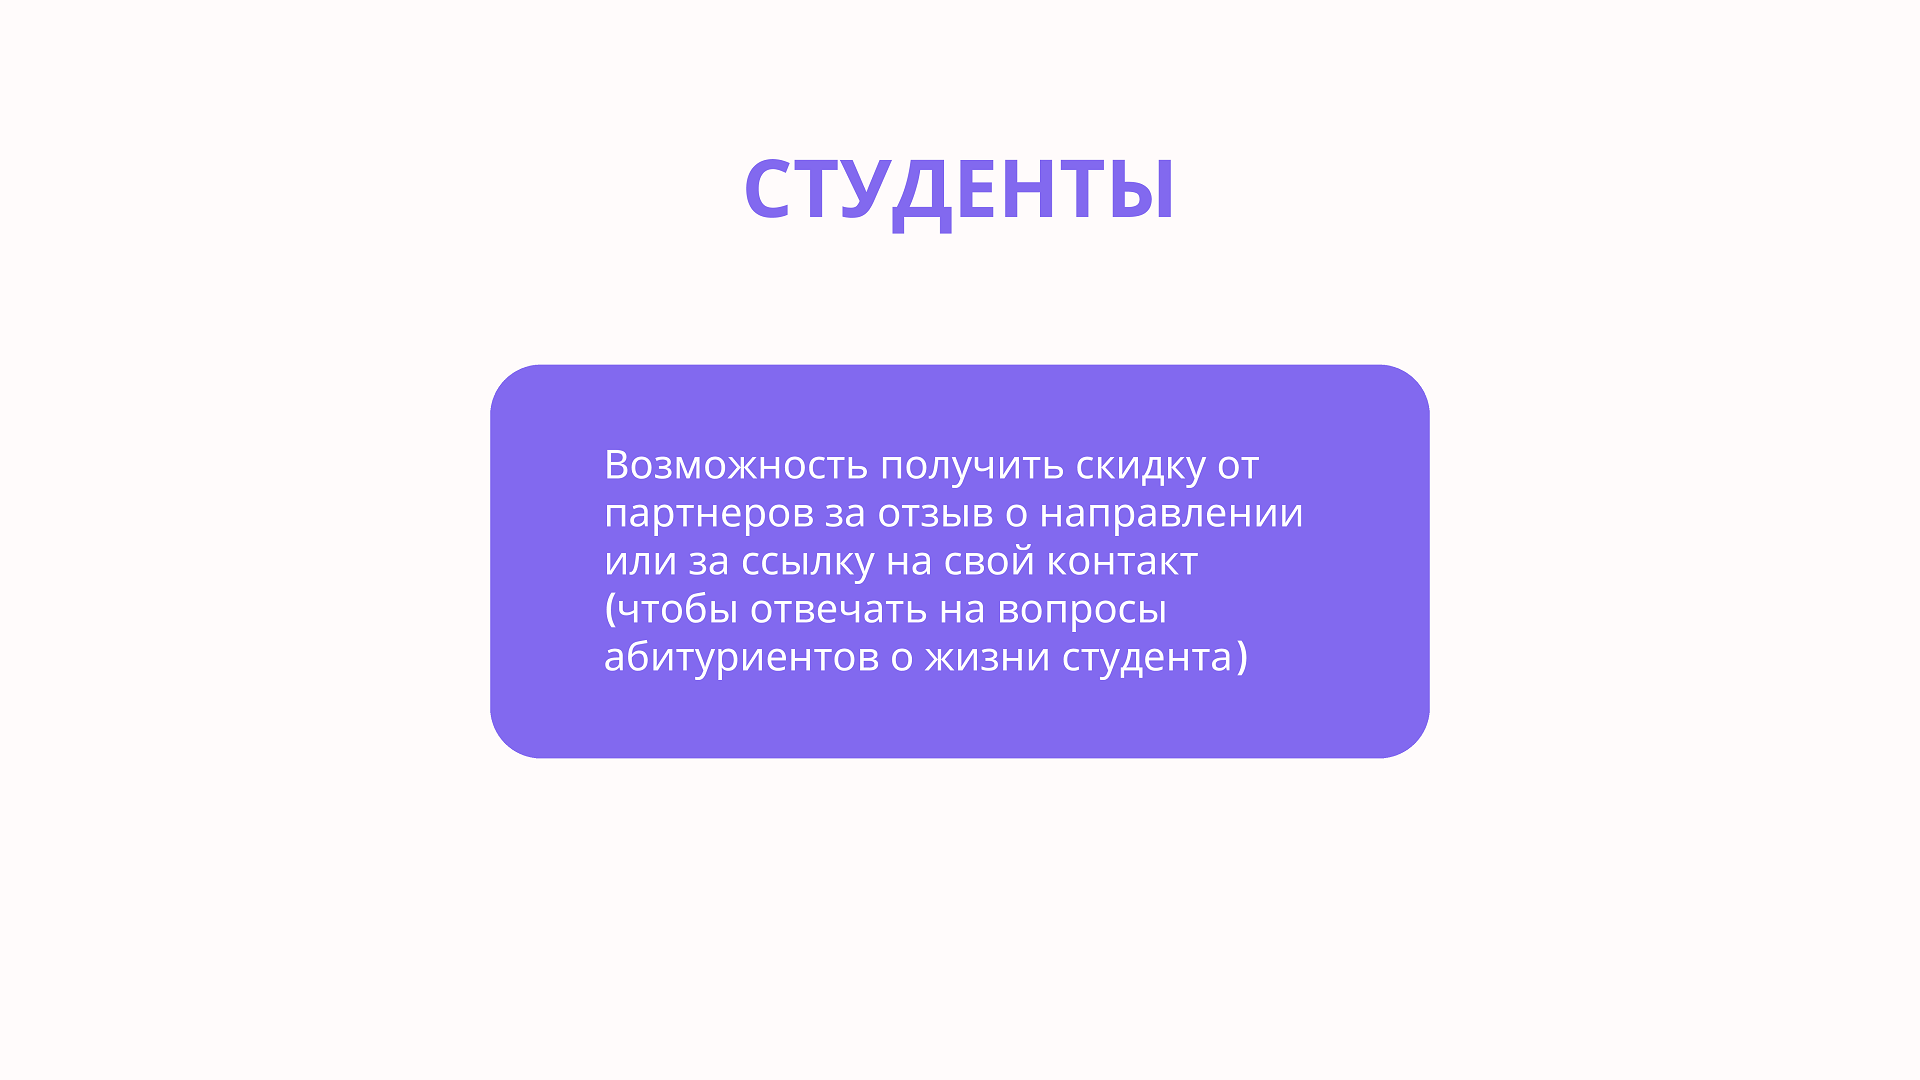 СТУДЕНТЫ
Возможность получить скидку от
партнеров за отзыв о направлении
или за ссылку на свой контакт
(чтобы отвечать на вопросы
абитуриентов о жизни студента)